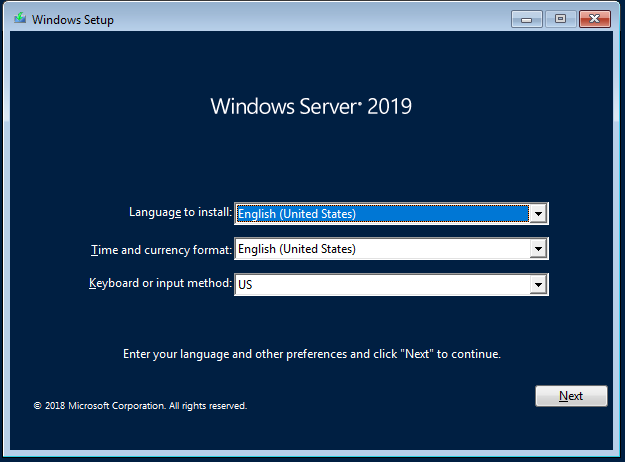 Windows Setup
Windows Server® 2019
Language to install: English (United States)
Time and currency format: English (United States)
Keyboard or input method: US
Enter your language and other preferences and click "Next" to continue.
© 2018 Microsoft Corporation. All rights reserved.
Next